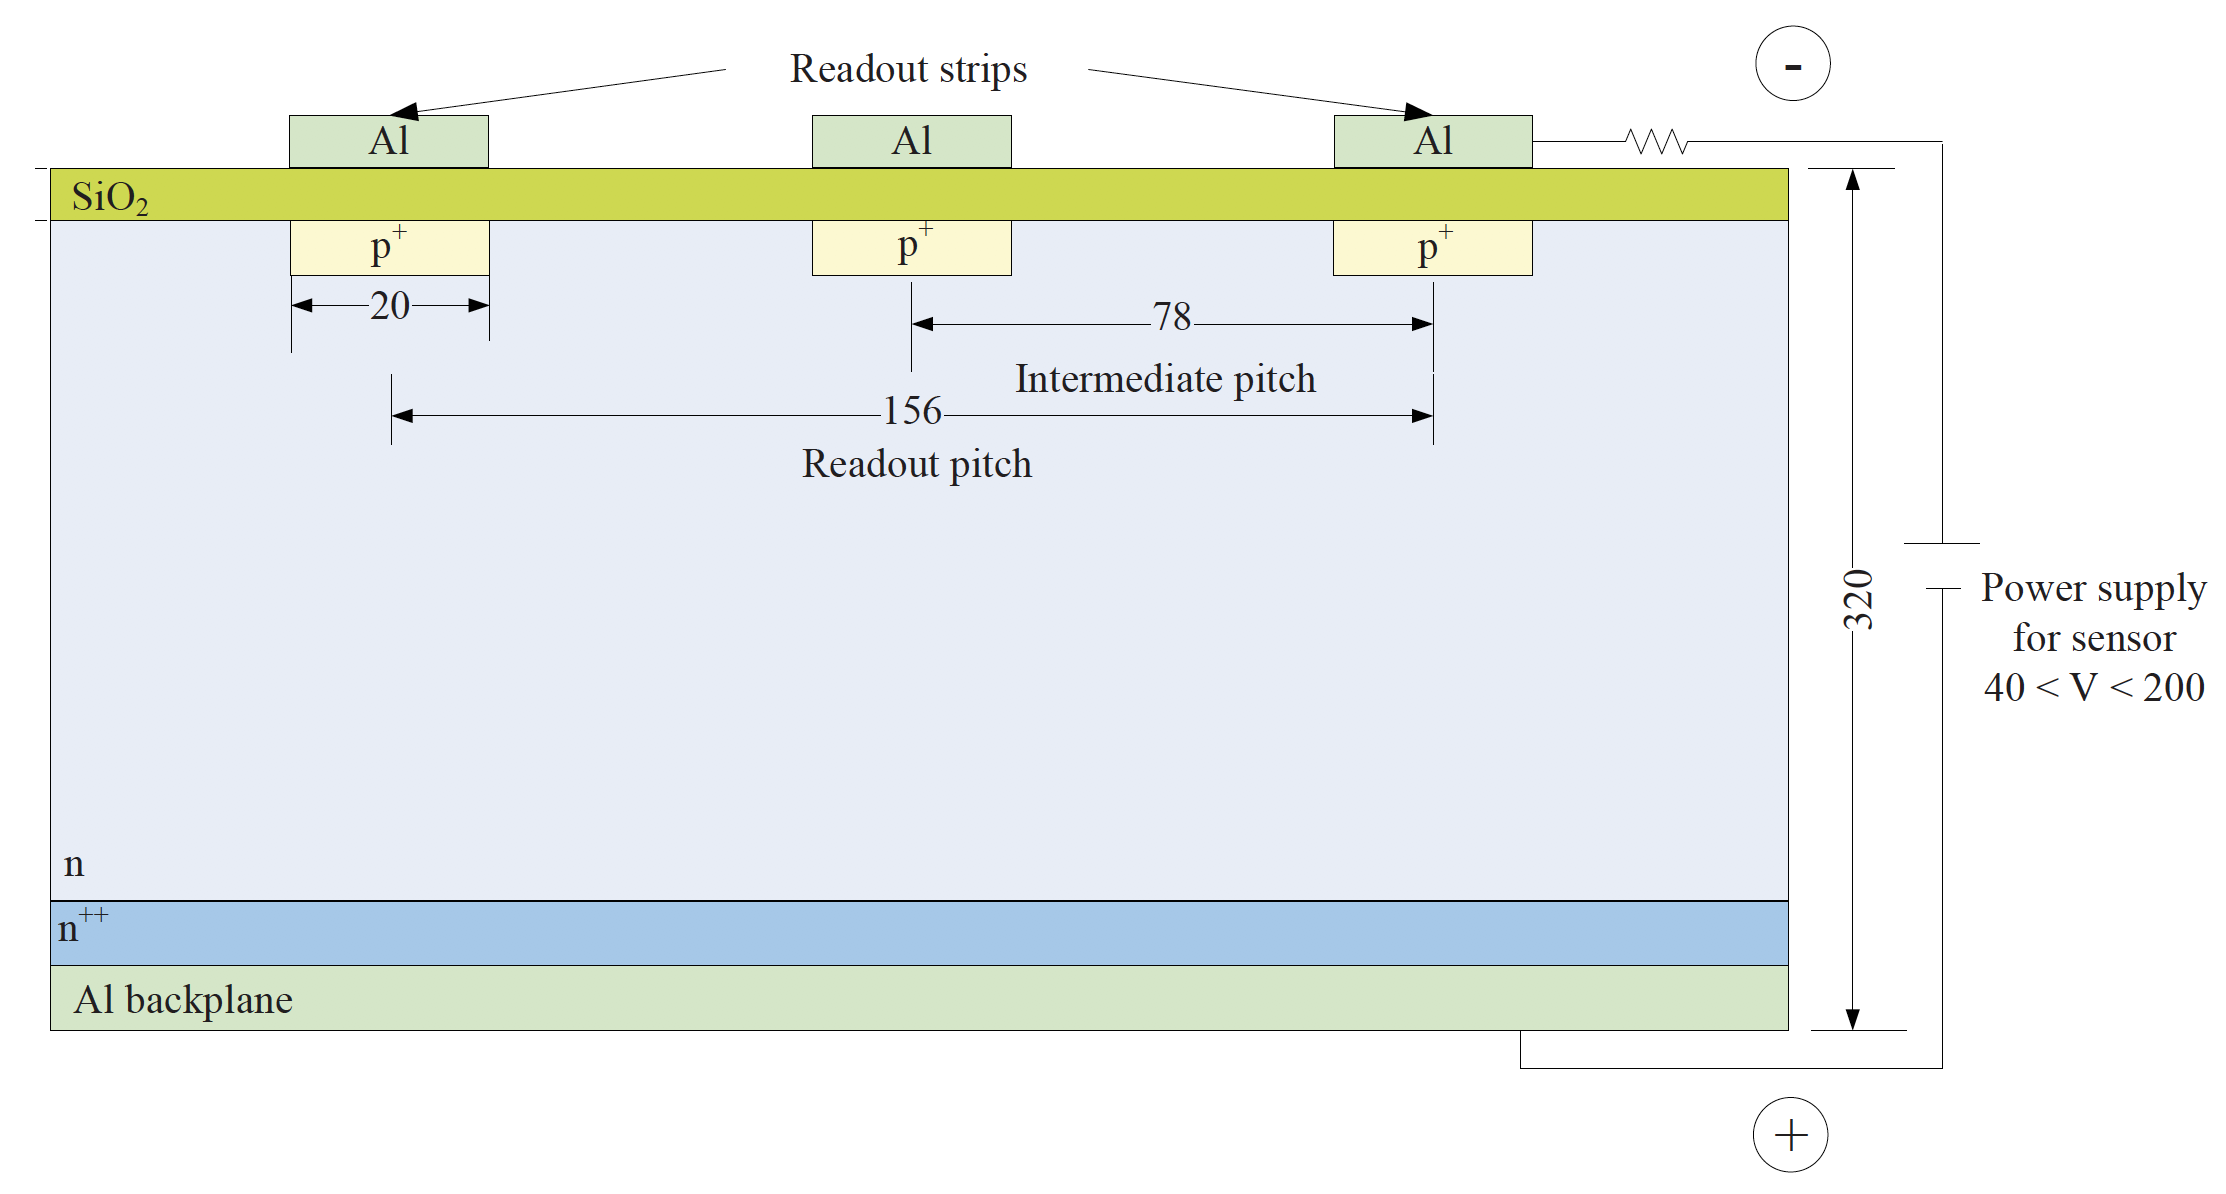 Readout strips
-
Al
Al
Al
SiO₂
p⁺
p⁺
p⁺
20
78
Intermediate pitch
156
Readout pitch
320
Power supply
for sensor
40 < V < 200
n
n⁺⁺
Al backplane
+